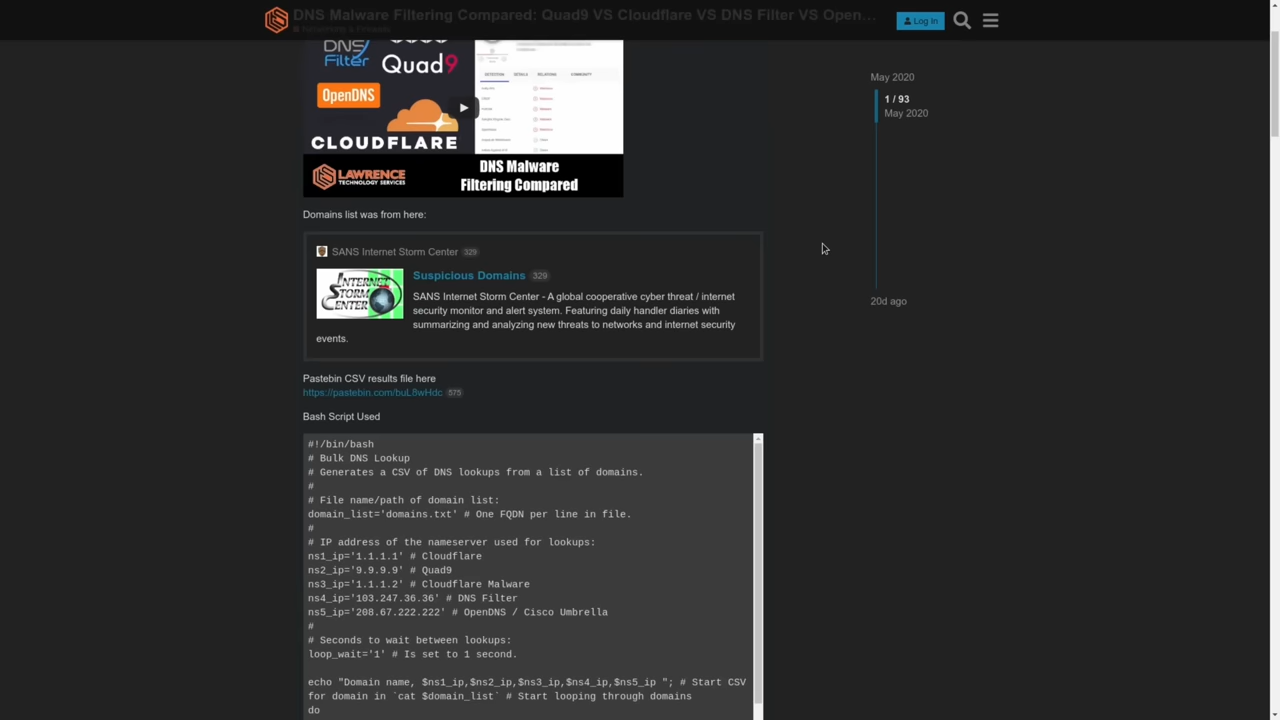 DNS Malware Filtering Compared: Quad9 VS Cloudflare VS DNS Filter VS Open...
Log In
DNS
Filter
Quad9
OpenDNS
CLOUDFLARE
DETECTION DETAILS RELATIONS COMMUNITY
LAWRENCE
TECHNOLOGY SERVICES
DNS Malware
Filtering Compared
May 2020
1 / 93
May 2020
20d ago
Domains list was from here:
SANS Internet Storm Center 329
INTERNET
STORM
CENTER
Suspicious Domains 329
SANS Internet Storm Center - A global cooperative cyber threat / internet
security monitor and alert system. Featuring daily handler diaries with
summarizing and analyzing new threats to networks and internet security
events.
Pastebin CSV results file here
https://pastebin.com/buL8wHdc 575
Bash Script Used
#!/bin/bash
# Bulk DNS Lookup
# Generates a CSV of DNS lookups from a list of domains.
#
# File name/path of domain list:
domain_list='domains.txt' # One FQDN per line in file.
#
# IP address of the nameserver used for lookups:
ns1_ip='1.1.1.1' # Cloudflare
ns2_ip='9.9.9.9' # Quad9
ns3_ip='1.1.1.2' # Cloudflare Malware
ns4_ip='103.247.36.36' # DNS Filter
ns5_ip='208.67.222.222' # OpenDNS / Cisco Umbrella
#
# Seconds to wait between lookups:
loop_wait='1' # Is set to 1 second.
echo "Domain name, $ns1_ip,$ns2_ip,$ns3_ip,$ns4_ip,$ns5_ip "; # Start CSV
for domain in `cat $domain_list` # Start looping through domains
do